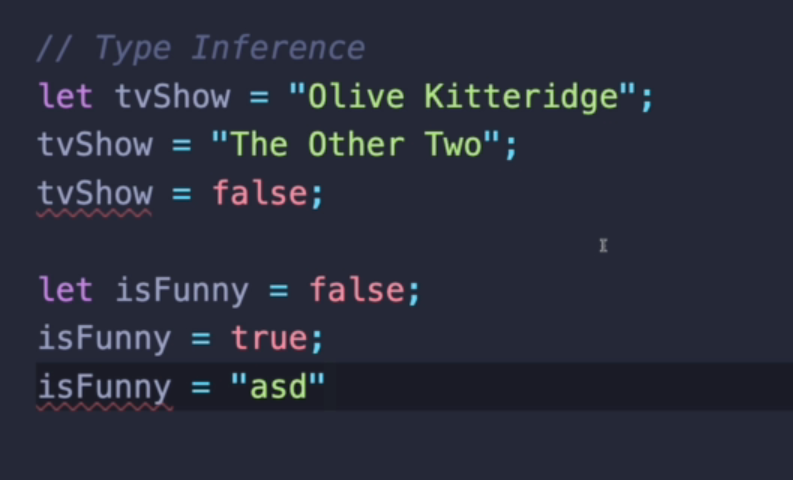 // Type Inference
let tvShow = "Olive Kitteridge";
tvShow = "The Other Two";
tvShow = false;
let isFunny = false;
isFunny = true;
isFunny = "asd"